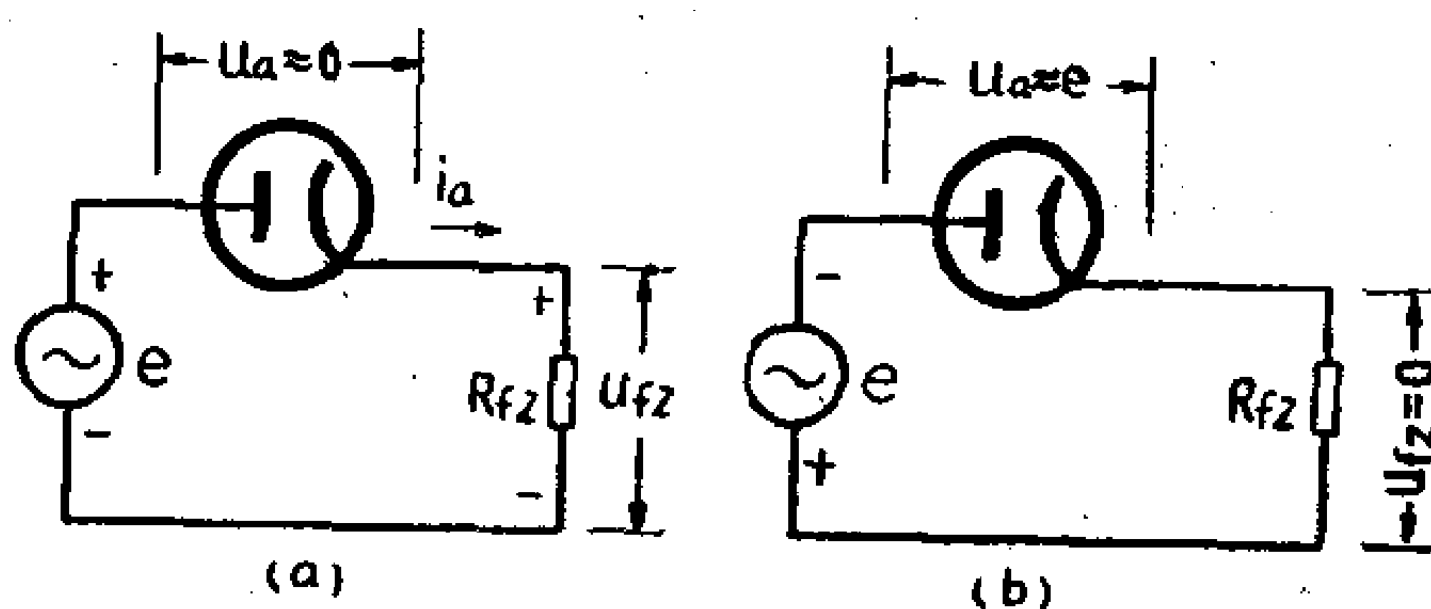 Ua≈0
ia
+
e
-
+
Rfz
Ufz
-
(a)
Ua≈e
-
e
+
Rfz
Ufz=0
(b)